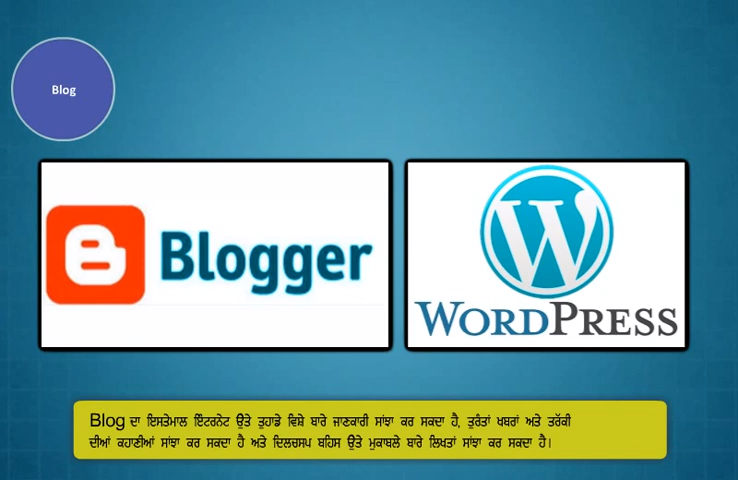 Blog
Blogger
WORDPRESS
Blog ਦਾ ਇਸਤੇਮਾਲ ਇੰਟਰਨੇਟ ਉਤੇ ਤੁਹਾਡੇ ਵਿਸ਼ੇ ਬਾਰੇ ਜਾਣਕਾਰੀ ਸਾਂਝਾ ਕਰ ਸਕਦਾ ਹੈ, ਤੁਰੰਤਾਂ ਖਬਰਾਂ ਅਤੇ ਤਰੱਕੀ
ਦੀਆਂ ਕਹਾਣੀਆਂ ਸਾਂਝਾ ਕਰ ਸਕਦਾ ਹੈ ਅਤੇ ਦਿਲਚਸਪ ਬਹਿਸ ਉਤੇ ਮੁਕਾਬਲੇ ਬਾਰੇ ਲਿਖਤਾਂ ਸਾਂਝਾ ਕਰ ਸਕਦਾ ਹੈ।